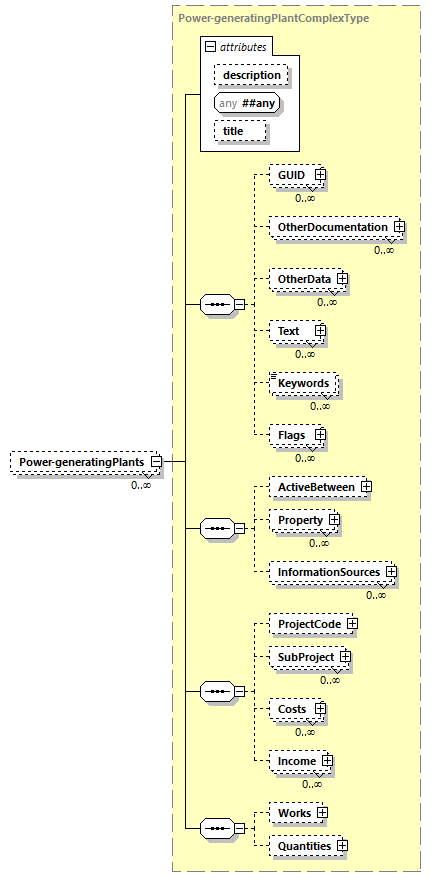 Power-generatingPlantComplexType
attributes
description
any ##any
title
GUID
0..∞
OtherDocumentation
0..∞
OtherData
0..∞
Text
0..∞
Keywords
0..∞
Flags
0..∞
Power-generatingPlants
0..∞
ActiveBetween
Property
0..∞
InformationSources
0..∞
ProjectCode
SubProject
0..∞
Costs
0..∞
Income
0..∞
Works
Quantities